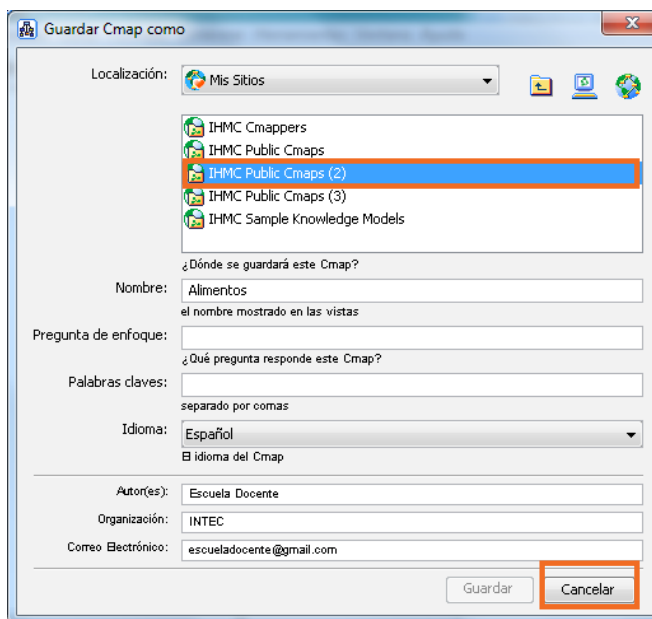 Guardar Cmap como
Localización: Mis Sitios
IHMC Cmappers
IHMC Public Cmaps
IHMC Public Cmaps (2)
IHMC Public Cmaps (3)
IHMC Sample Knowledge Models
¿Dónde se guardará este Cmap?
Nombre: Alimentos
el nombre mostrado en las vistas
Pregunta de enfoque:
¿Qué pregunta responde este Cmap?
Palabras claves:
separado por comas
Idioma: Español
El idioma del Cmap
Autor(es): Escuela Docente
Organización: INTEC
Correo Electrónico: escueladocente@gmail.com
Guardar Cancelar